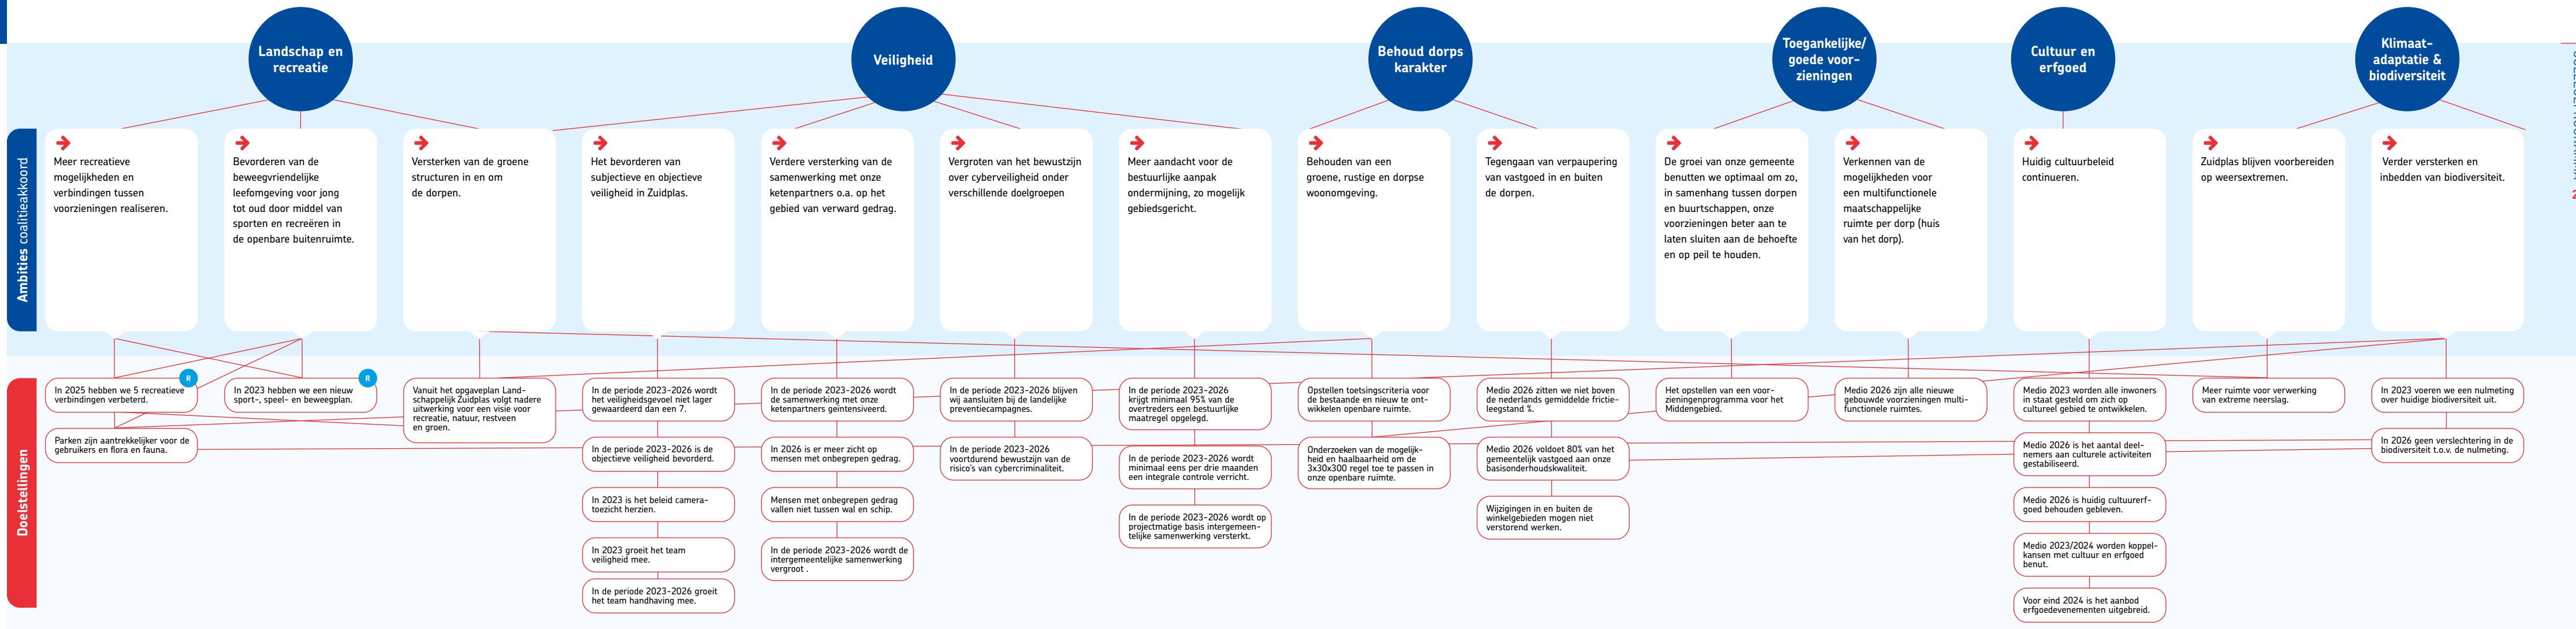 Landschap en
recreatie
Veiligheid
Behoud dorps
karakter
Toegankelijke/
goede voor-
zieningen
Cultuur en
erfgoed
Klimaat-
adaptatie &
biodiversiteit
Ambities coalitieakkoord
Meer recreatieve
mogelijkheden en
verbindingen tussen
voorzieningen realiseren.
Bevorderen van de
beweegvriendelijke
leefomgeving voor jong
tot oud door middel van
sporten en recreëren in
de openbare buitenruimte.
Versterken van de groene
structuren in en om
de dorpen.
Het bevorderen van
subjectieve en objectieve
veiligheid in Zuidplas.
Verdere versterking van de
samenwerking met onze
ketenpartners o.a. op het
gebied van verward gedrag.
Vergroten van het bewustzijn
over cyberveiligheid onder
verschillende doelgroepen
Meer aandacht voor de
bestuurlijke aanpak
ondermijning, zo mogelijk
gebiedsgericht.
Behouden van een
groene, rustige en dorpse
woonomgeving.
Tegengaan van verpaupering
van vastgoed in en buiten
de dorpen.
De groei van onze gemeente
benutten we optimaal om zo,
in samenhang tussen dorpen
en buurtschappen, onze
voorzieningen beter aan te
laten sluiten aan de behoefte
en op peil te houden.
Verkennen van de
mogelijkheden voor
een multifunctionele
maatschappelijke
ruimte per dorp (huis
van het dorp).
Huidig cultuurbeleid
continueren.
Zuidplas blijven voorbereiden
op weersextremen.
Verder versterken en
inbedden van biodiversiteit.
Doelstellingen
In 2025 hebben we 5 recreatieve
verbindingen verbeterd.
R
Parken zijn aantrekkelijker voor de
gebruikers en flora en fauna.
In 2023 hebben we een nieuw
sport-, speel- en beweegplan.
R
Vanuit het opgaveplan Land-
schappelijk Zuidplas volgt nadere
uitwerking voor een visie voor
recreatie, natuur, restveen
en groen.
In de periode 2023-2026 wordt
het veiligheidsgevoel niet lager
gewaardeerd dan een 7.
In de periode 2023-2026 is de
objectieve veiligheid bevorderd.
In 2023 is het beleid camera-
toezicht herzien.
In 2023 groeit het team
veiligheid mee.
In de periode 2023-2026 groeit
het team handhaving mee.
In de periode 2023-2026 wordt
de samenwerking met onze
ketenpartners geïntensiveerd.
In 2026 is er meer zicht op
mensen met onbegrepen gedrag.
Mensen met onbegrepen gedrag
vallen niet tussen wal en schip.
In de periode 2023-2026 wordt de
intergemeentelijke samenwerking
vergroot .
In de periode 2023-2026 blijven
wij aansluiten bij de landelijke
preventiecampagnes.
In de periode 2023-2026
voortdurend bewustzijn van de
risico's van cybercriminaliteit.
In de periode 2023-2026
krijgt minimaal 95% van de
overtreders een bestuurlijke
maatregel opgelegd.
In de periode 2023-2026 wordt
minimaal eens per drie maanden
een integrale controle verricht.
In de periode 2023-2026 wordt op
projectmatige basis intergemeen-
telijke samenwerking versterkt.
Opstellen toetsingscriteria voor
de bestaande en nieuw te ont-
wikkelen openbare ruimte.
Onderzoeken van de mogelijk-
heid en haalbaarheid om de
3x30x300 regel toe te passen in
onze openbare ruimte.
Medio 2026 zitten we niet boven
de nederlands gemiddelde frictie-
leegstand %.
Medio 2026 voldoet 80% van het
gemeentelijk vastgoed aan onze
basisonderhoudskwaliteit.
Wijzigingen in en buiten de
winkelgebieden mogen niet
verstorend werken.
Het opstellen van een voor-
zieningenprogramma voor het
Middengebied.
Medio 2026 zijn alle nieuwe
gebouwde voorzieningen multi-
functionele ruimtes.
Medio 2023 worden alle inwoners
in staat gesteld om zich op
cultureel gebied te ontwikkelen.
Medio 2026 is het aantal deel-
nemers aan culturele activiteiten
gestabiliseerd.
Medio 2026 is huidig cultuurerf-
goed behouden gebleven.
Medio 2023/2024 worden koppel-
kansen met cultuur en erfgoed
benut.
Voor eind 2024 is het aanbod
erfgoedevenementen uitgebreid.
Meer ruimte voor verwerking
van extreme neerslag.
In 2023 voeren we een nulmeting
over huidige biodiversiteit uit.
In 2026 geen verslechtering in de
biodiversiteit t.o.v. de nulmeting.